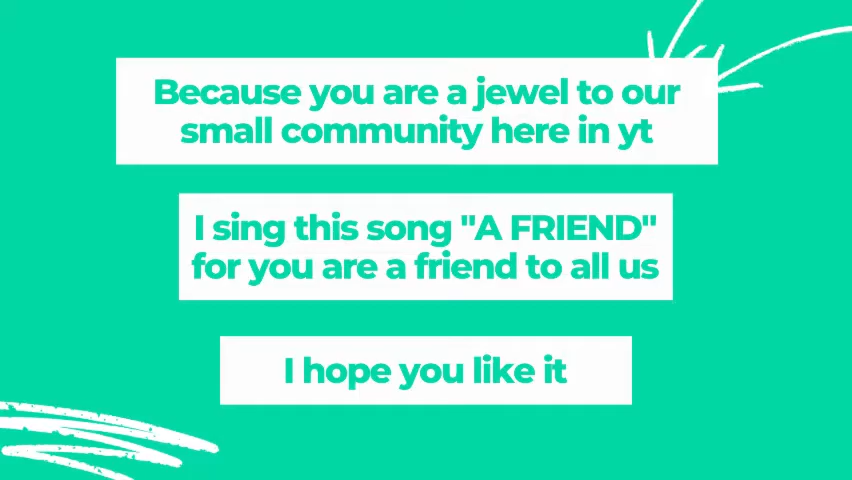 Because you are a jewel to our
small community here in yt
I sing this song "A FRIEND"
for you are a friend to all us
I hope you like it